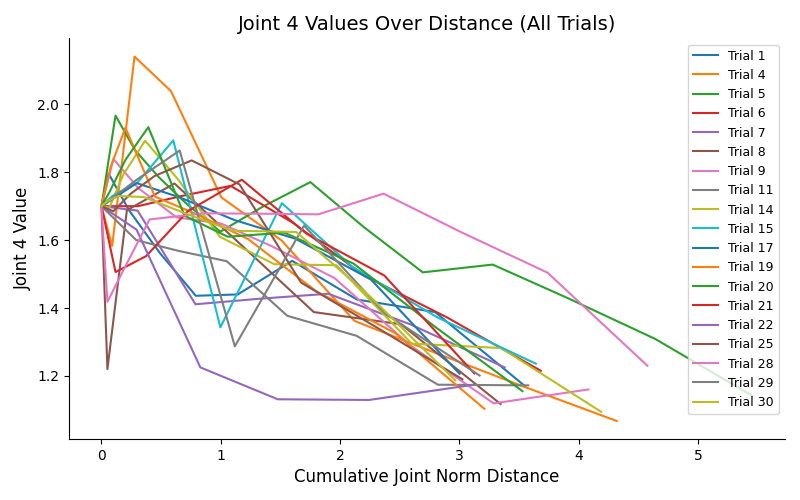 Joint 4 Values Over Distance (All Trials)
Joint 4 Value
2.0
1.8
1.6
1.4
1.2
0
1
2
3
4
5
Cumulative Joint Norm Distance
Trial 1
Trial 4
Trial 5
Trial 6
Trial 7
Trial 8
Trial 9
Trial 11
Trial 14
Trial 15
Trial 17
Trial 19
Trial 20
Trial 21
Trial 22
Trial 25
Trial 28
Trial 29
Trial 30